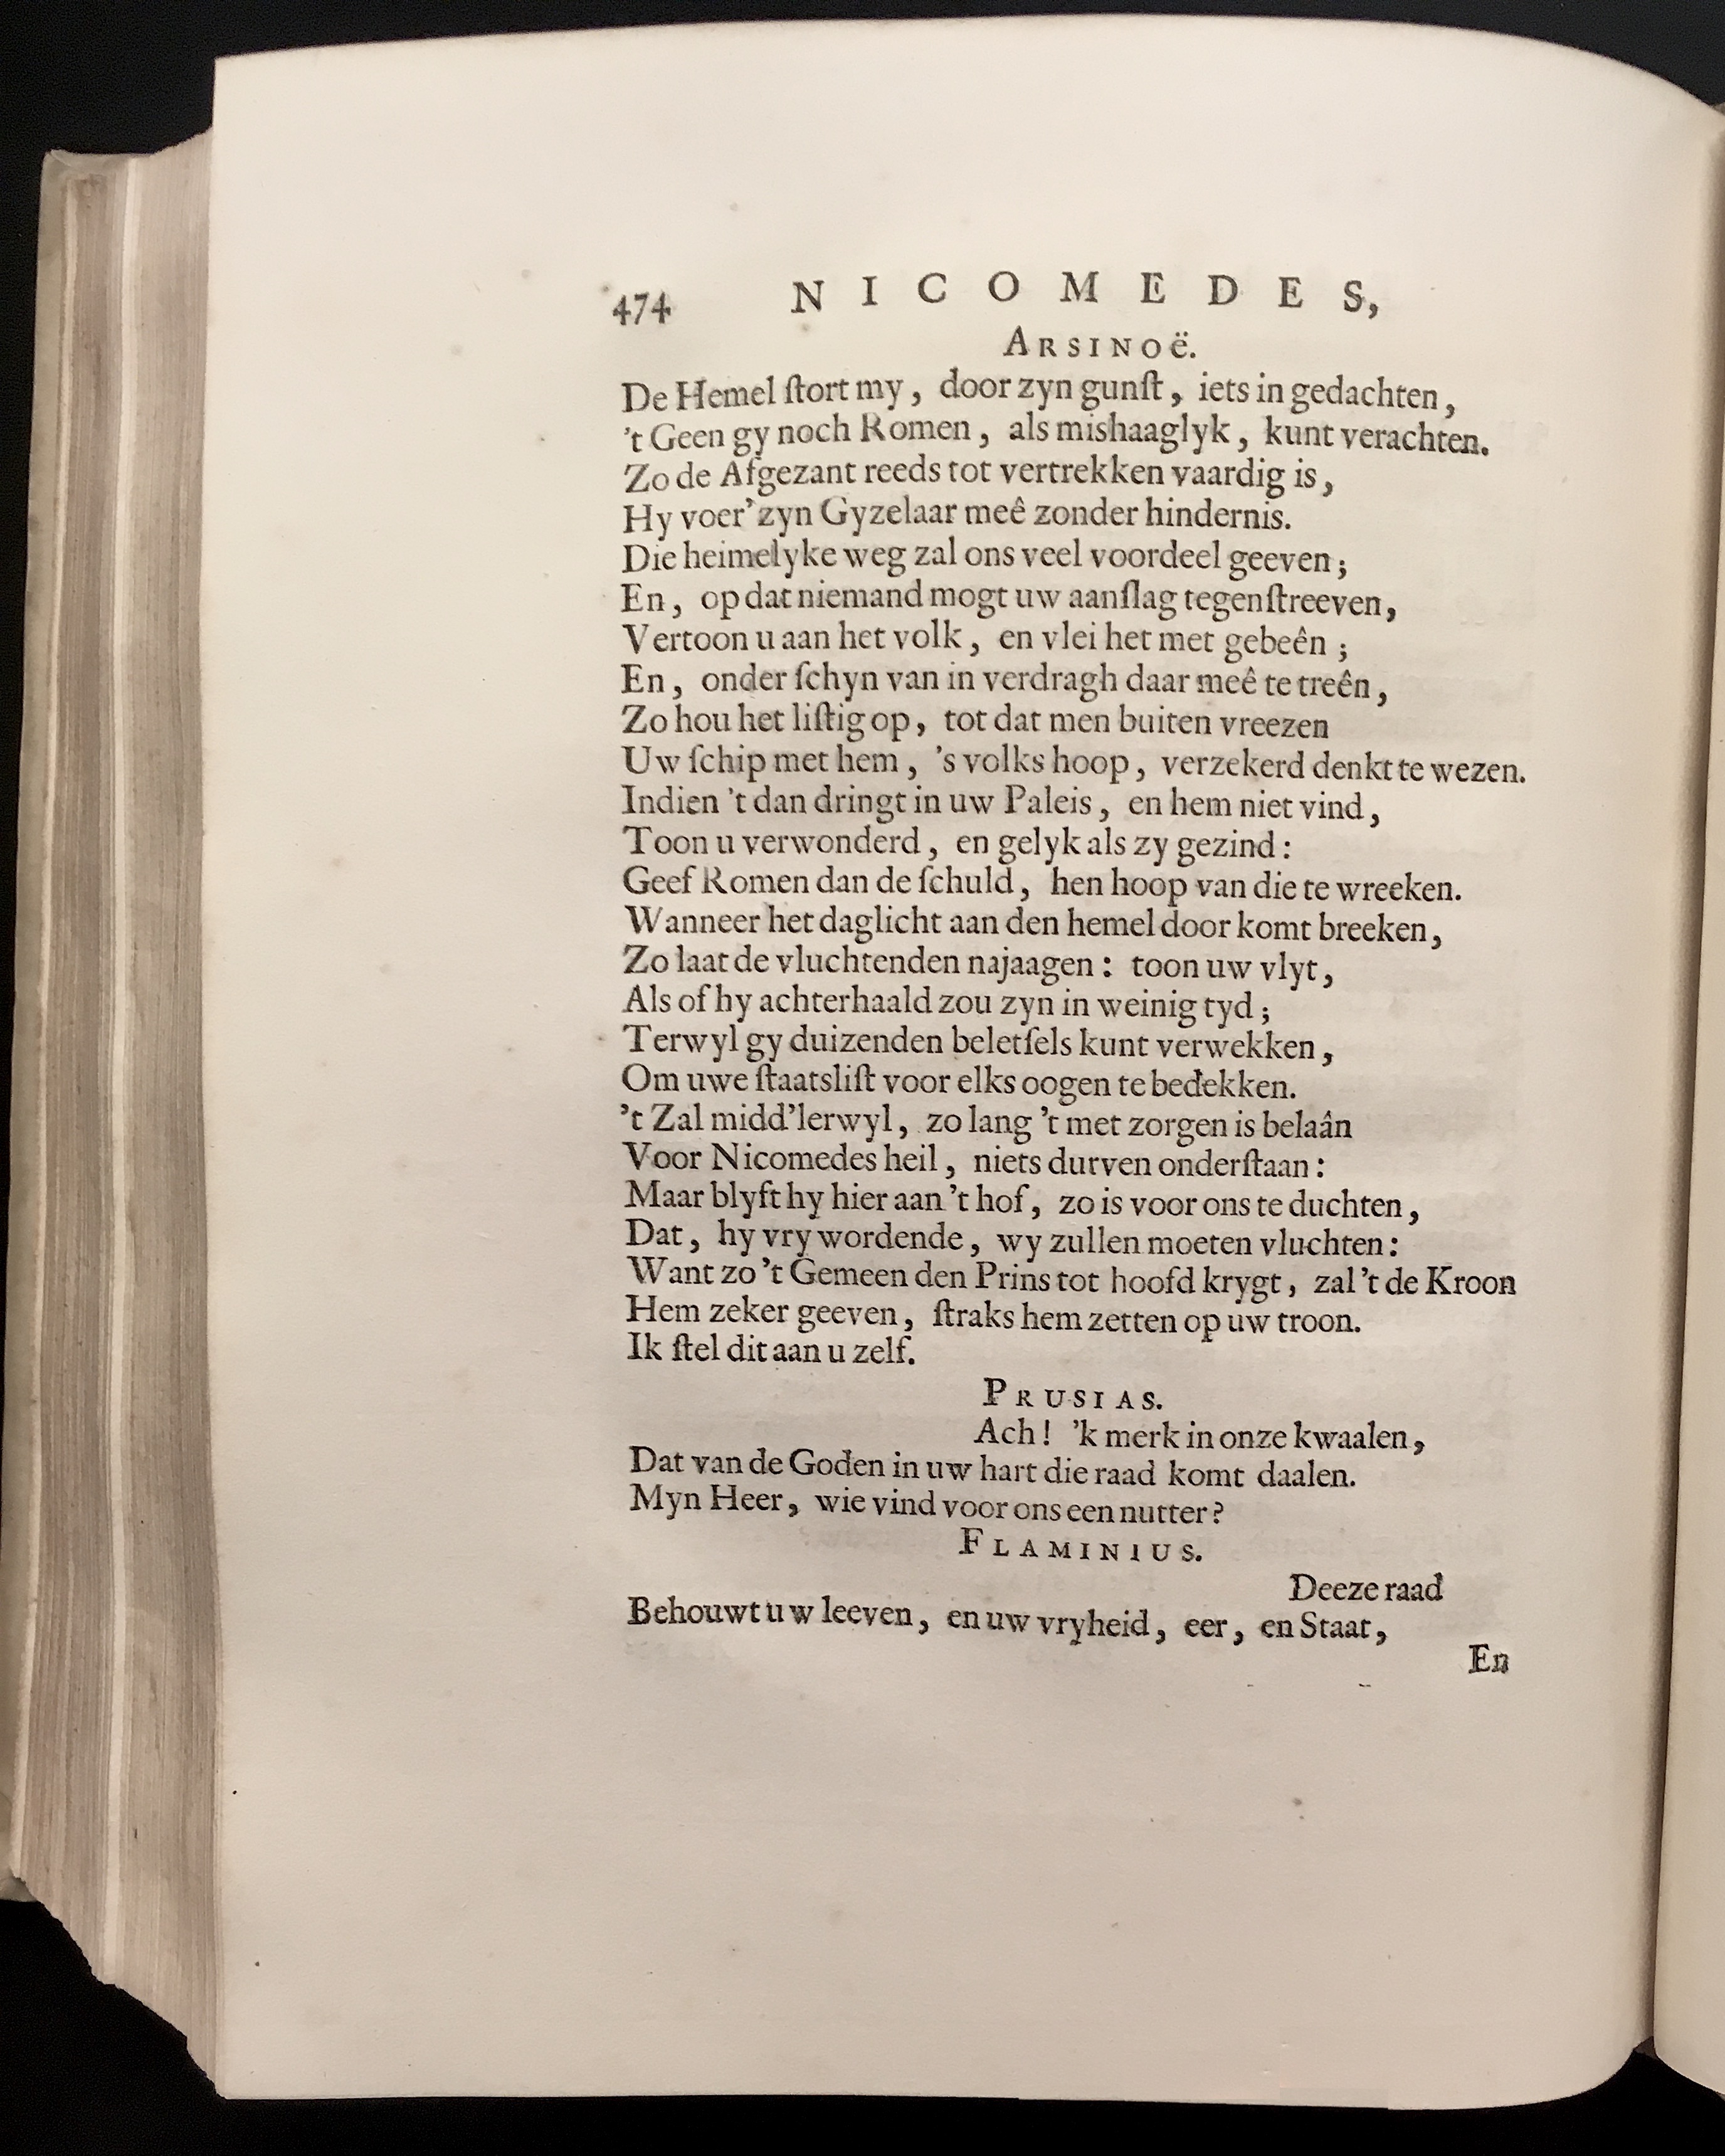 474 NICOMEDES,
ARSINOË.
De Hemel ſtort my, door zyn gunſt, iets in gedachten,
't Geen gy noch Romen, als mishaaglyk, kunt verachten.
Zo de Afgezant reeds tot vertrekken vaardig is,
Hy voer' zyn Gyzelaar meê zonder hindernis.
Die heimelyke weg zal ons veel voordeel geeven;
En, opdat niemand mogt uw aanſlag tegenſtreeven,
Vertoon u aan het volk, en vlei het met gebeên;
En, onder ſchyn van in verdragh daar meê te treên,
Zo hou het liſtig op, tot dat men buiten vreezen
Uw ſchip met hem, 's volks hoop, verzekerd denkt te wezen.
Indien 't dan dringt in uw Paleis, en hem niet vind,
Toon u verwonderd, en gelyk als zy gezind:
Geef Romen dan de ſchuld, hen hoop van die te wreeken.
Wanneer het daglicht aan den hemel door komt breeken,
Zo laat de vluchtenden najaagen: toon uw vlyt,
Als of hy achterhaald zou zyn in weinig tyd;
Terwyl gy duizenden beletſels kunt verwekken,
Om uwe ſtaatsliſt voor elks oogen te bedekken.
't Zal midd'lerwyl, zo lang 't met zorgen is belaân
Voor Nicomedes heil, niets durven onderſtaan:
Maar blyft hy hier aan 't hof, zo is voor ons te duchten,
Dat, hy vry wordende, wy zullen moeten vluchten:
Want zo 't Gemeen den Prins tot hoofd krygt, zal 't de Kroon
Hem zeker geeven, ſtraks hem zetten op uw troon.
Ik ſtel dit aan u zelf.
PRUSIAS.
Ach! 'k merk in onze kwaalen,
Dat van de Goden in uw hart die raad komt daalen.
Myn Heer, wie vind voor ons een nutter?
FLAMINIUS.
Deeze raad
Behouwt uw leeven, en uw vryheid, eer, en Staat,
En